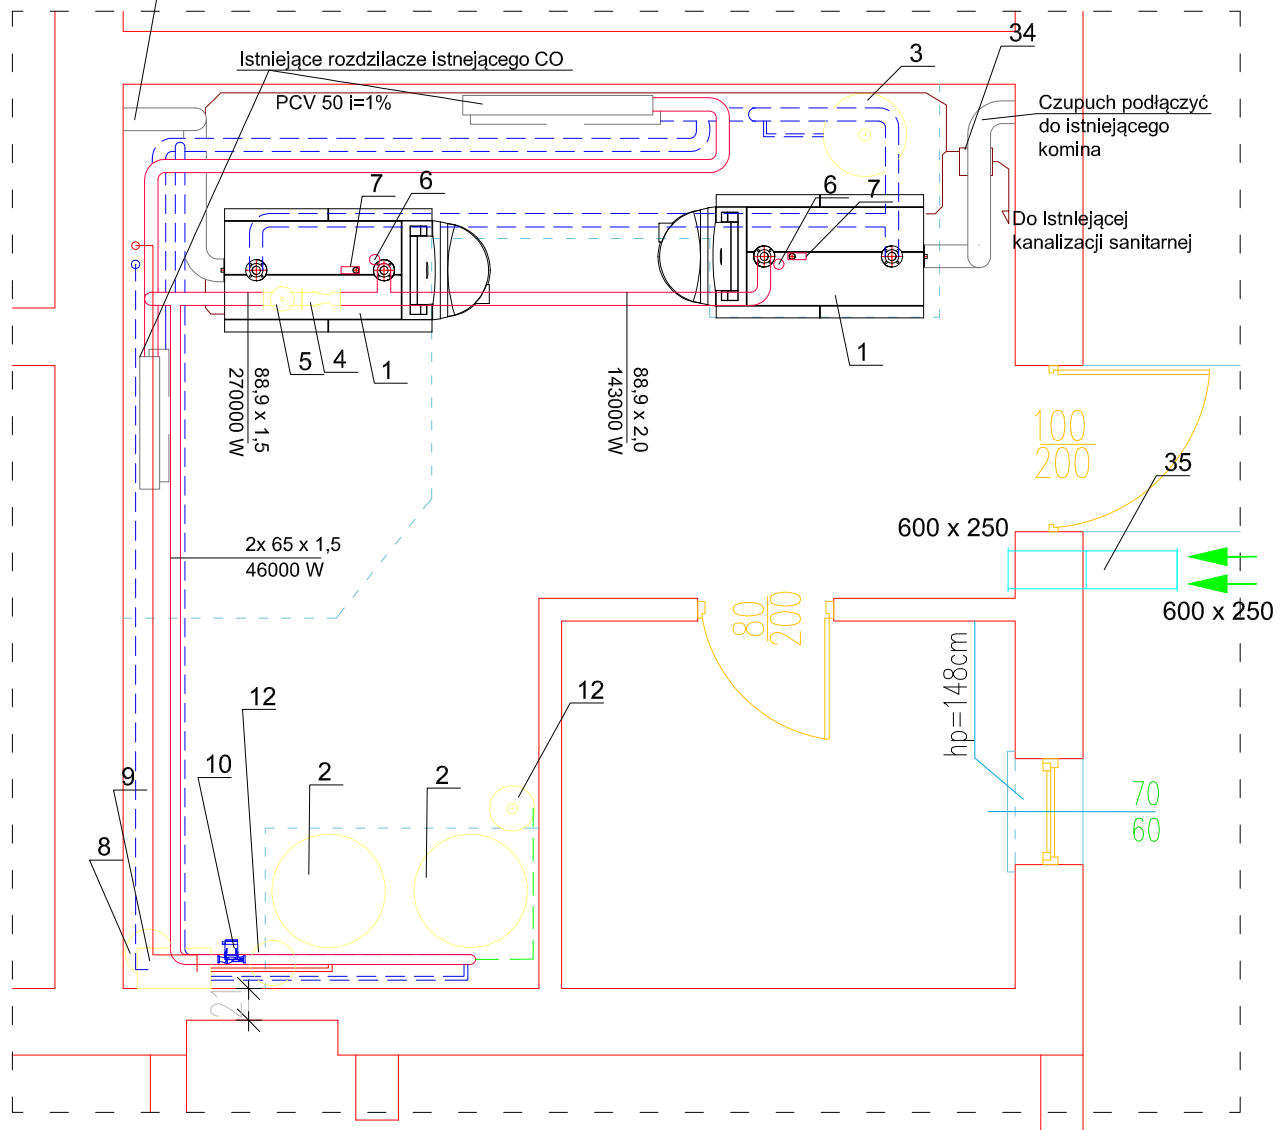 34
3
Istniejące rozdzilacze istnejącego CO
PCV 50 i=1%
Czupuch podłączyć
do istniejącego
komina
7
6
6
7
Do Istnlejącej
kanalizacji sanitarnej
5
4
1
1
88,9 x 1,5
270000 W
88,9 x 2,0
143000 W
100
200
35
600 x 250
2x 65 x 1,5
46000 W
600 x 250
80
200
hp=148cm
12
12
10
2
2
9
8
70
60
21